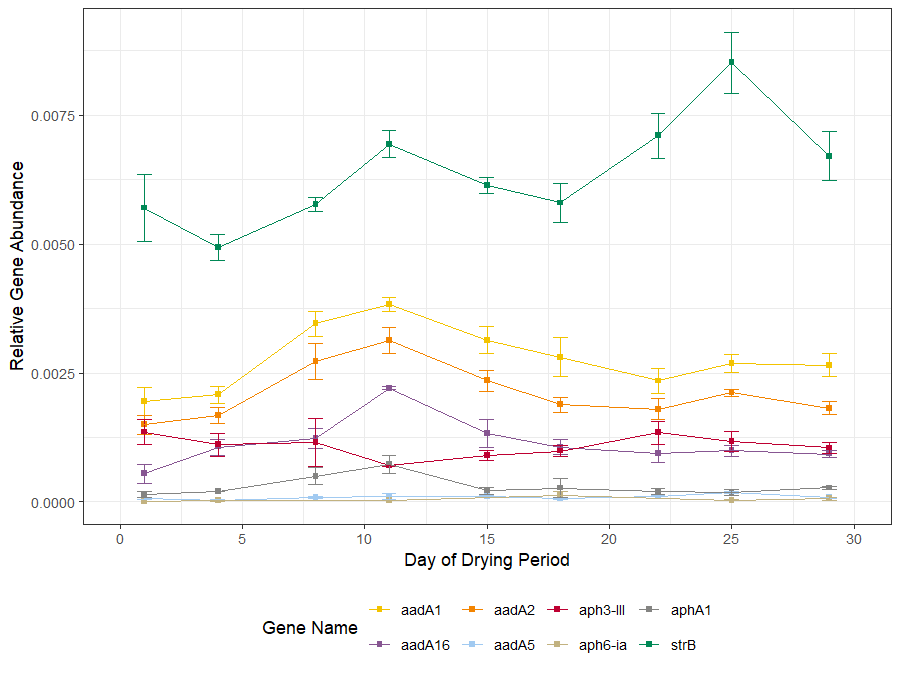 Relative Gene Abundance
0.0075
0.0050
0.0025
0.0000
0 5 10 15 20 25 30
Day of Drying Period
Gene Name
aadA1 aadA2 aph3-III aphA1
aadA16 aadA5 aph6-ia strB